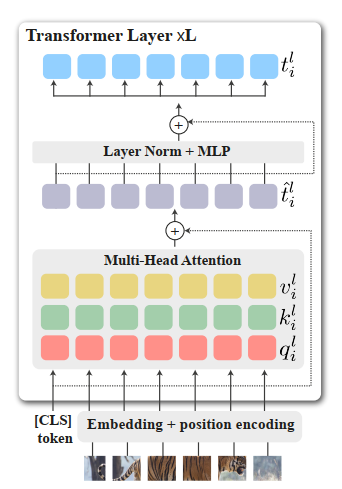 Transformer Layer xL
t_i^l
+
Layer Norm + MLP
t̂_i^l
+
Multi-Head Attention
v_i^l
k_i^l
q_i^l
[CLS]
token
Embedding + position encoding